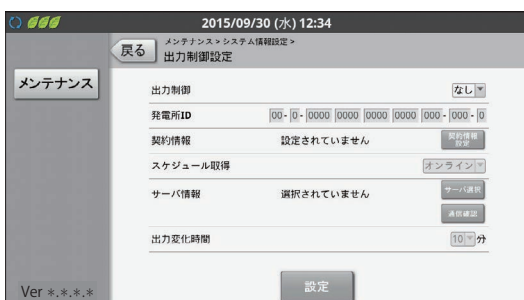 2015/09/30 (水) 12:34
戻る
メンテナンス > システム情報設定 >
出力制御設定
メンテナンス
出力制御 なし
発電所ID 00 - 0 - 0000 0000 0000 0000 000 - 000 - 0
契約情報 設定されていません 契約情報設定
スケジュール取得 オンライン
サーバ情報 選択されていません サーバ選択
通信確認
出力変化時間 10 分
設定
Ver *.*.*.*